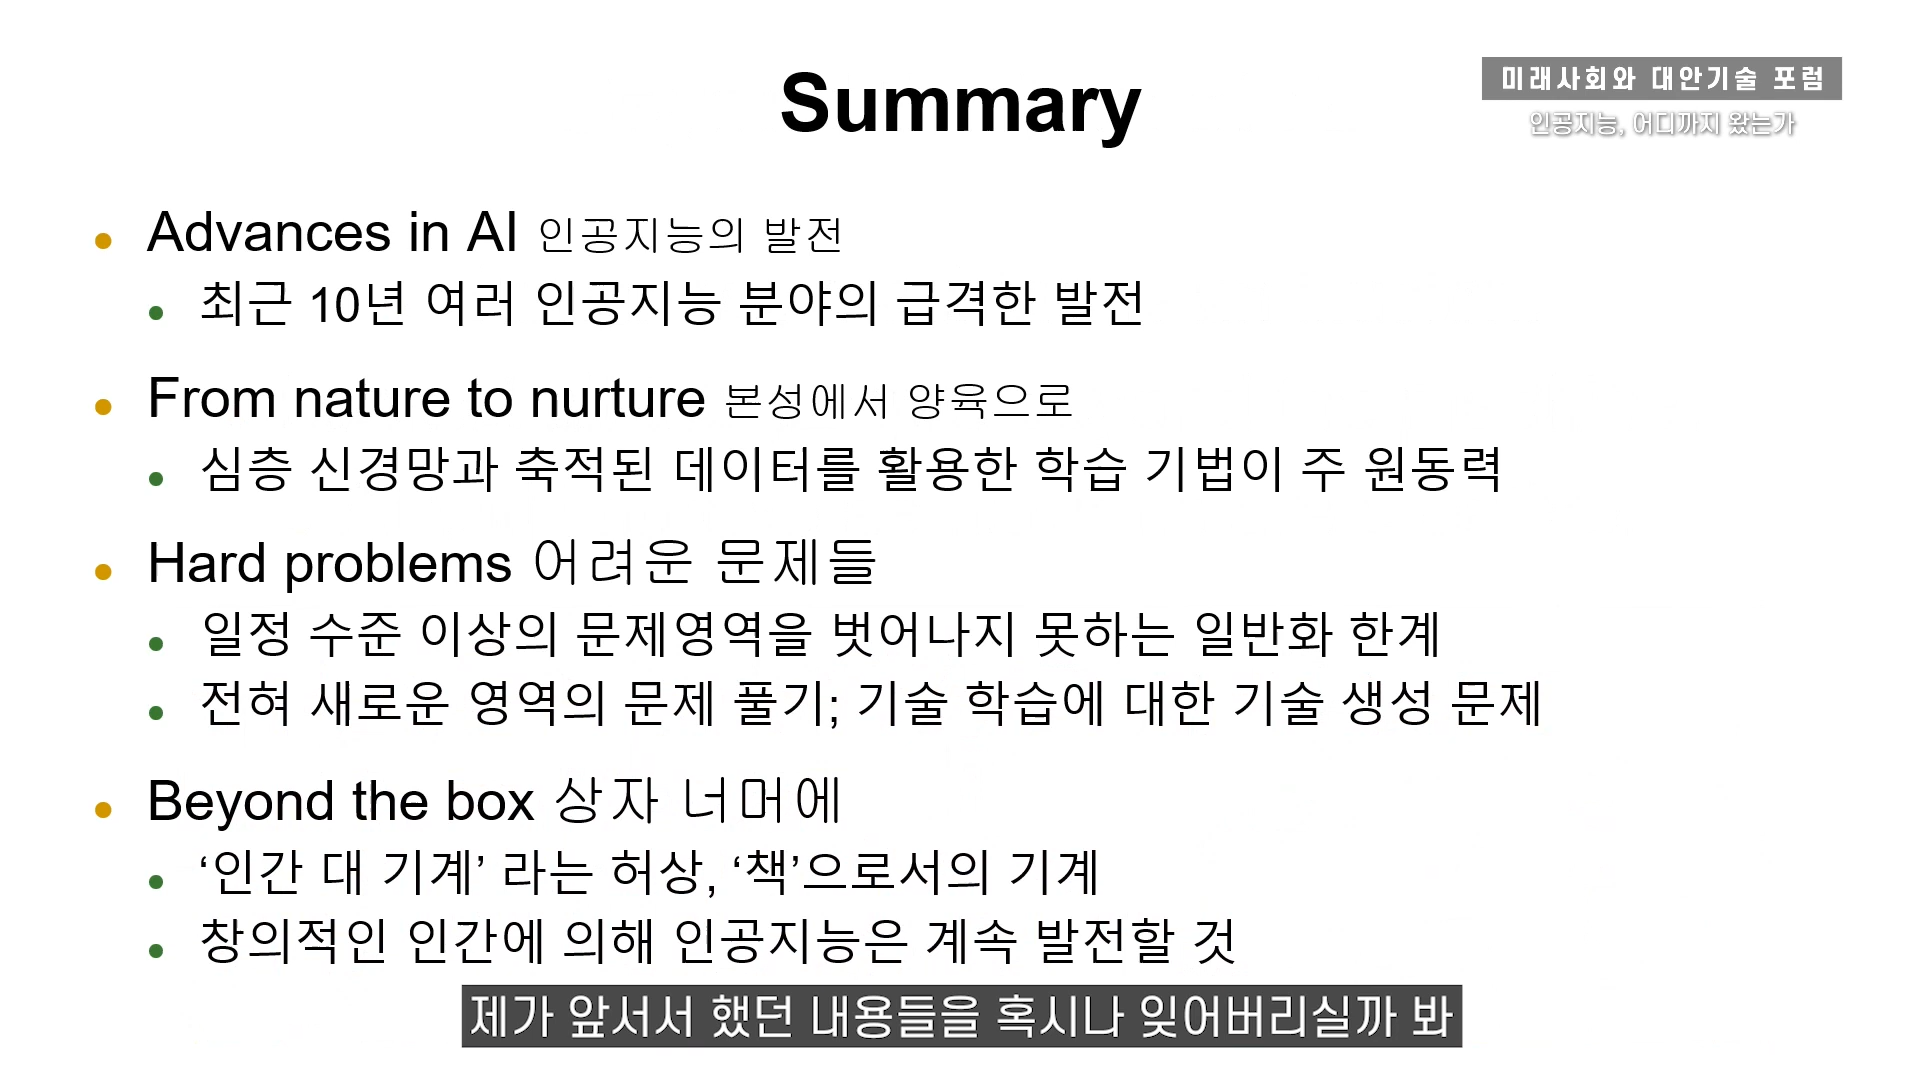 Summary
미래사회와 대안기술 포럼
인공지능, 어디까지 왔는가
Advances in AI 인공지능의 발전
최근 10년 여러 인공지능 분야의 급격한 발전
From nature to nurture 본성에서 양육으로
심층 신경망과 축적된 데이터를 활용한 학습 기법이 주 원동력
Hard problems 어려운 문제들
일정 수준 이상의 문제영역을 벗어나지 못하는 일반화 한계
전혀 새로운 영역의 문제 풀기; 기술 학습에 대한 기술 생성 문제
Beyond the box 상자 너머에
‘인간 대 기계’ 라는 허상, ‘책’으로서의 기계
창의적인 인간에 의해 인공지능은 계속 발전할 것
제가 앞서서 했던 내용들을 혹시나 잊어버리실까 봐